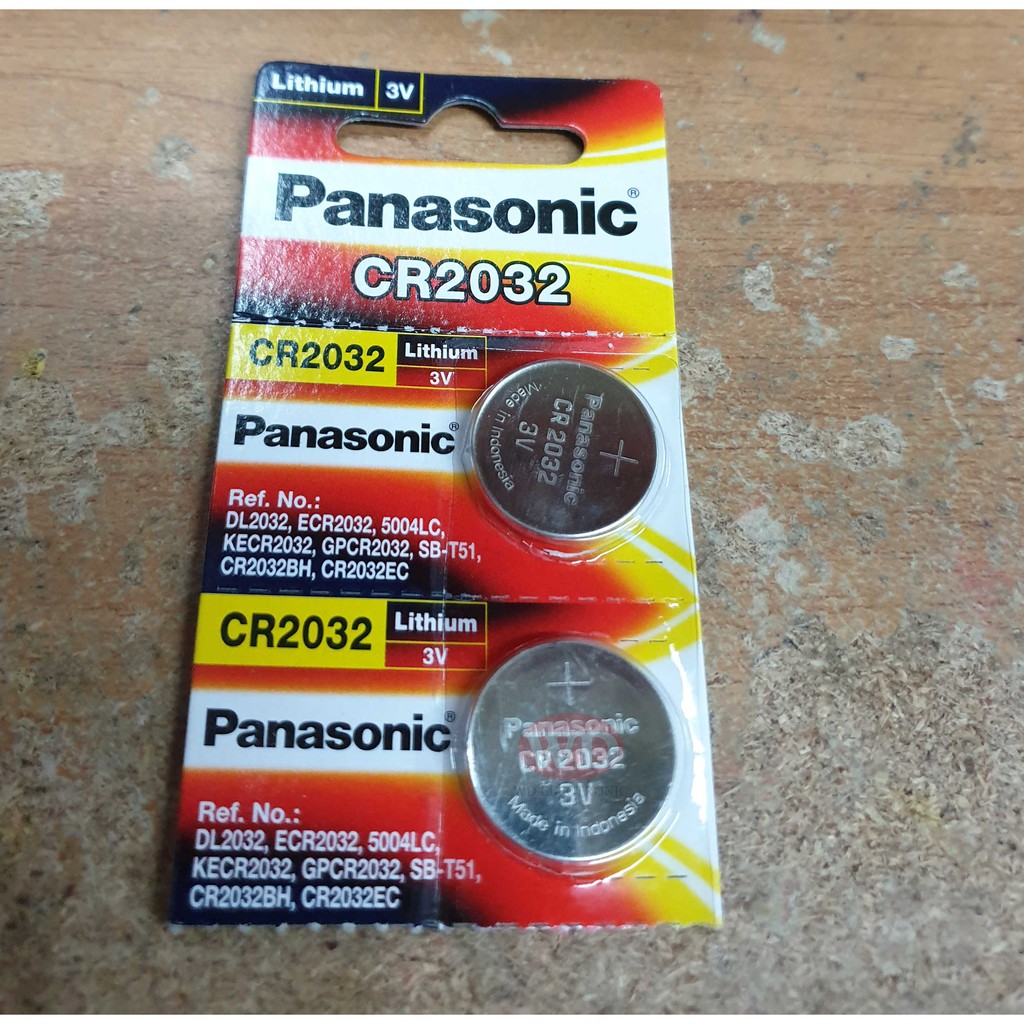 Lithium 3V
Panasonic®
CR2032
CR2032 Lithium
3V
Panasonic®
Ref. No.:
DL2032, ECR2032, 5004LC,
KECR2032, GPCR2032, SB-T51,
CR2032BH, CR2032EC
+
Panasonic
CR 2032
3V
Made in Indonesia
CR2032 Lithium
3V
Panasonic®
Ref. No.:
DL2032, ECR2032, 5004LC,
KECR2032, GPCR2032, SB-T51,
CR2032BH, CR2032EC
+
Panasonic
CR 2032
3V
Made in Indonesia